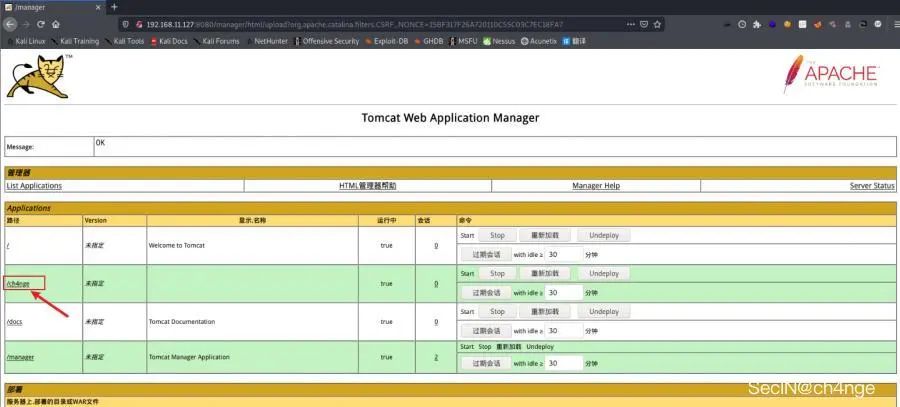 /manager
192.168.11.127:8080/manager/html/upload?org.apache.catalina.filters.CSRF_NONCE=
Kali Linux Kali Training Kali Tools Kali Docs Kali Forums NetHunter Offensive Security Exploit-DB GHDB MSFU Nessus Acunetix 翻译
TM
THE
APACHE
SOFTWARE FOUNDATION
Tomcat Web Application Manager
Message: OK
管理器
List Applications HTML管理器帮助 Manager Help Server Status
Applications
路径 Version 显示.名称 运行中 会话 命令
/ 未指定 Welcome to Tomcat true 0 Start Stop 重新加载 Undeploy
过期会话 with idle ≥ 30 分钟
/ch4nge 未指定 true 0 Start Stop 重新加载 Undeploy
过期会话 with idle ≥ 30 分钟
/docs 未指定 Tomcat Documentation true 0 Start Stop 重新加载 Undeploy
过期会话 with idle ≥ 30 分钟
/manager 未指定 Tomcat Manager Application true 2 Start Stop 重新加载 Undeploy
过期会话 with idle ≥ 30 分钟
部署
服务器上.部署的目录或WAR文件
SecIN@ch4nge